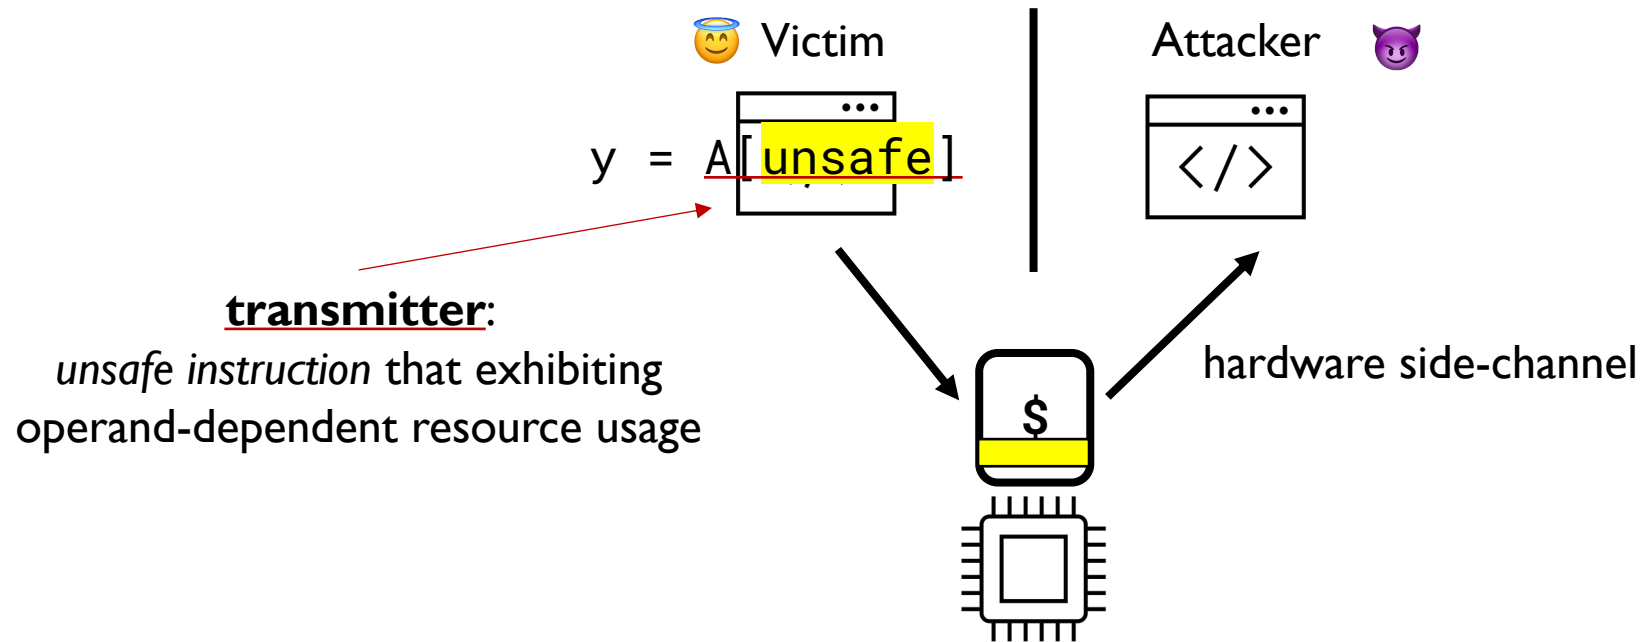 Victim
Attacker
y = A[unsafe]
</>
transmitter:
unsafe instruction that exhibiting
operand-dependent resource usage
hardware side-channel
$